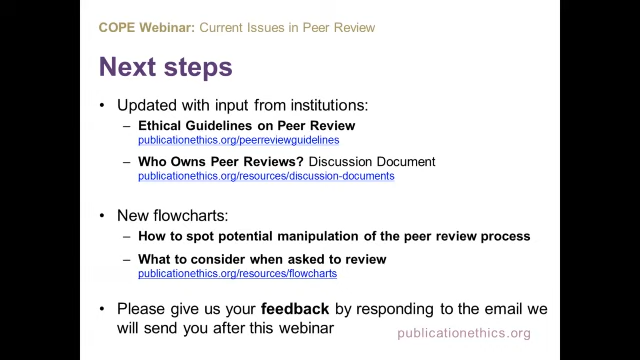 COPE Webinar: Current Issues in Peer Review
Next steps
• Updated with input from institutions:
– Ethical Guidelines on Peer Review
publicationethics.org/peerreviewguidelines
– Who Owns Peer Reviews? Discussion Document
publicationethics.org/resources/discussion-documents
• New flowcharts:
– How to spot potential manipulation of the peer review process
– What to consider when asked to review
publicationethics.org/resources/flowcharts
• Please give us your feedback by responding to the email we
will send you after this webinar
publicationethics.org